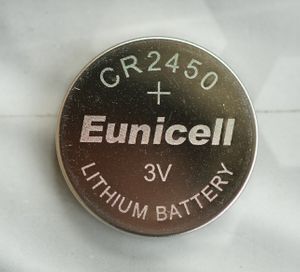 CR2450
+
Eunicell
3V
LITHIUM BATTERY